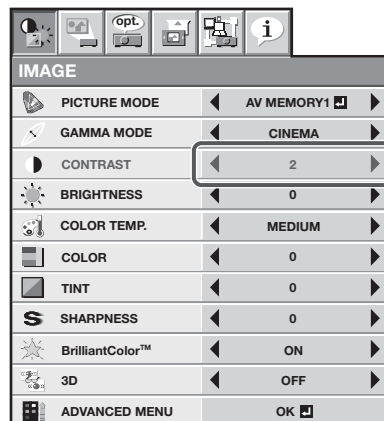 opt.
i
IMAGE
PICTURE MODE AV MEMORY1
GAMMA MODE CINEMA
CONTRAST 2
BRIGHTNESS 0
COLOR TEMP. MEDIUM
COLOR 0
TINT 0
S SHARPNESS 0
BrilliantColor™ ON
3D OFF
ADVANCED MENU OK